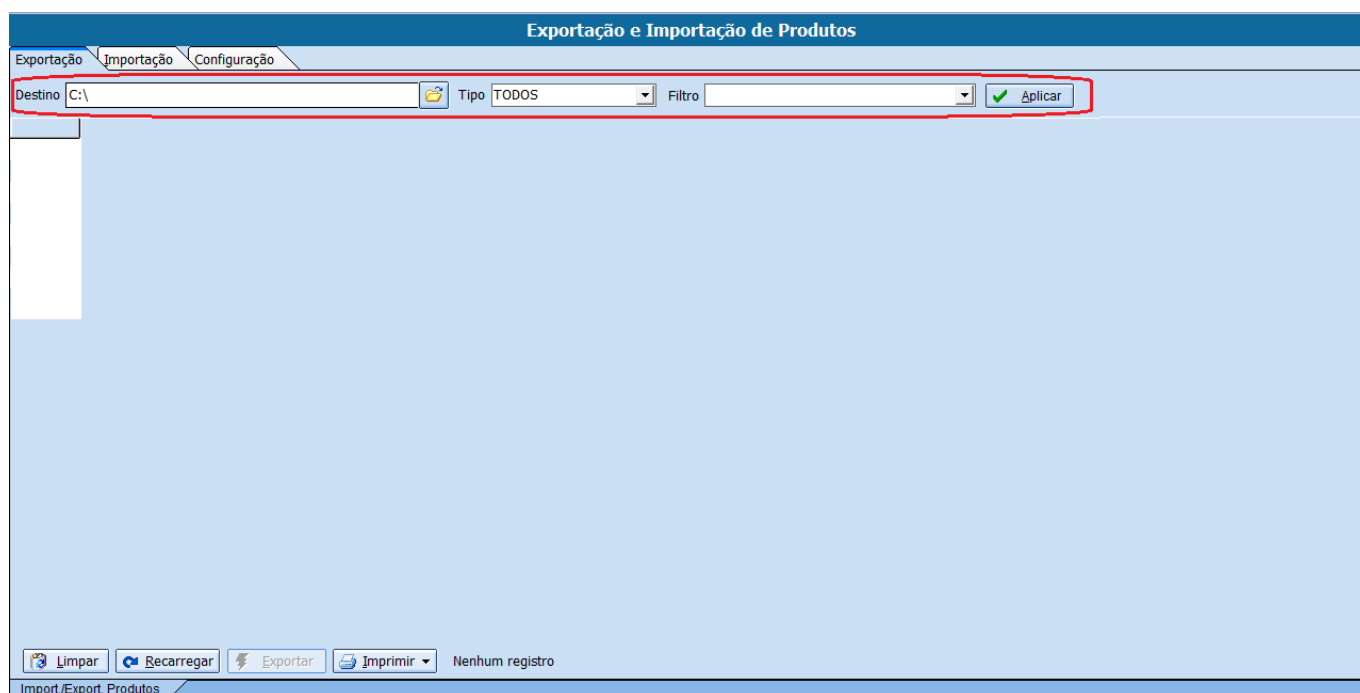 Exportação e Importação de Produtos
Exportação Importação Configuração
Destino C:\ Tipo TODOS Filtro Aplicar
Limpar Recarregar Exportar Imprimir Nenhum registro
Import./Export. Produtos